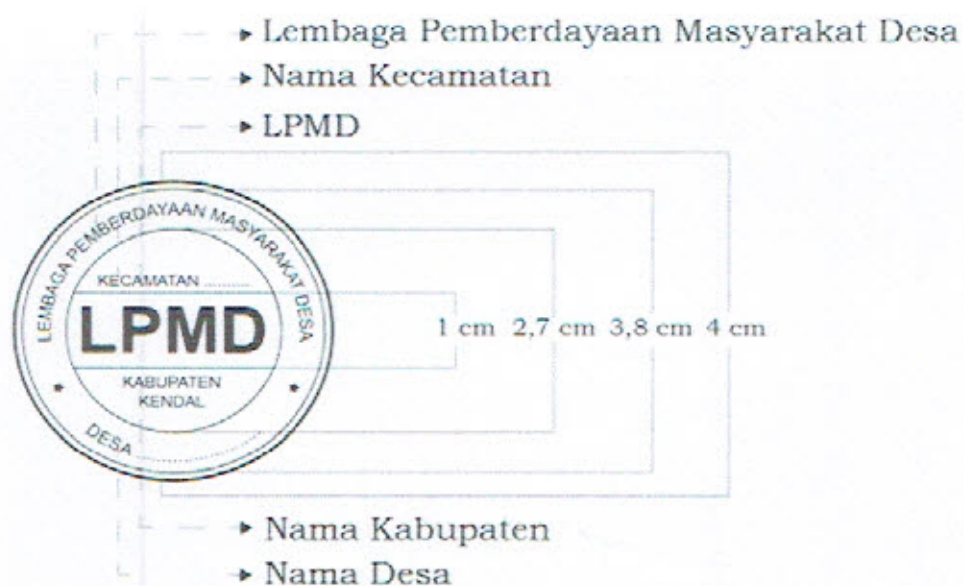 Lembaga Pemberdayaan Masyarakat Desa
Nama Kecamatan
LPMD
LEMBAGA PEMBERDAYAAN MASYARAKAT DESA
KECAMATAN ............
LPMD
KABUPATEN
KENDAL
DESA ........................
1 cm 2,7 cm 3,8 cm 4 cm
Nama Kabupaten
Nama Desa